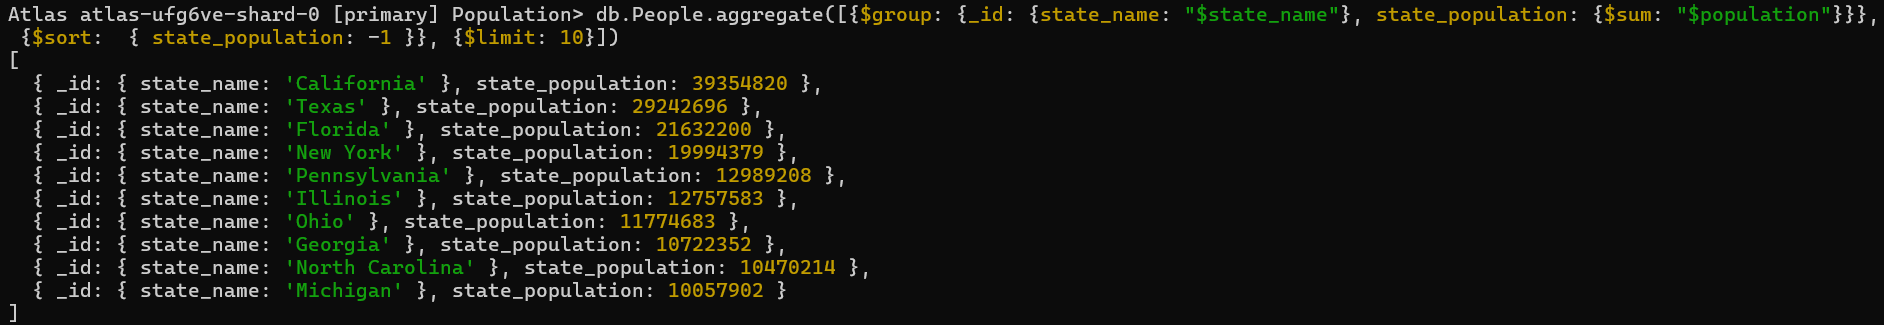 Atlas atlas-ufg6ve-shard-0 [primary] Population> db.People.aggregate([{$group: {_id: {state_name: "$state_name"}, state_population: {$sum: "$population"}}},
{$sort:  { state_population: -1 }}, {$limit: 10}])
[
  { _id: { state_name: 'California' }, state_population: 39354820 },
  { _id: { state_name: 'Texas' }, state_population: 29242696 },
  { _id: { state_name: 'Florida' }, state_population: 21632200 },
  { _id: { state_name: 'New York' }, state_population: 19994379 },
  { _id: { state_name: 'Pennsylvania' }, state_population: 12989208 },
  { _id: { state_name: 'Illinois' }, state_population: 12757583 },
  { _id: { state_name: 'Ohio' }, state_population: 11774683 },
  { _id: { state_name: 'Georgia' }, state_population: 10722352 },
  { _id: { state_name: 'North Carolina' }, state_population: 10470214 },
  { _id: { state_name: 'Michigan' }, state_population: 10057902 }
]